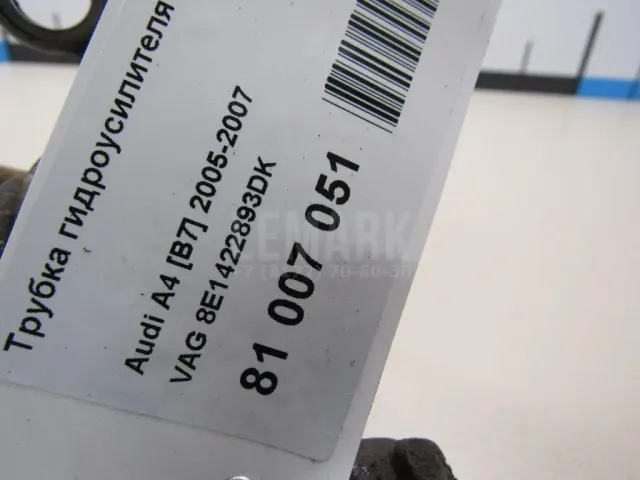 Трубка гидроусилителя
Audi A4 [B7] 2005-2007
VAG 8E1422893DK
81 007 051